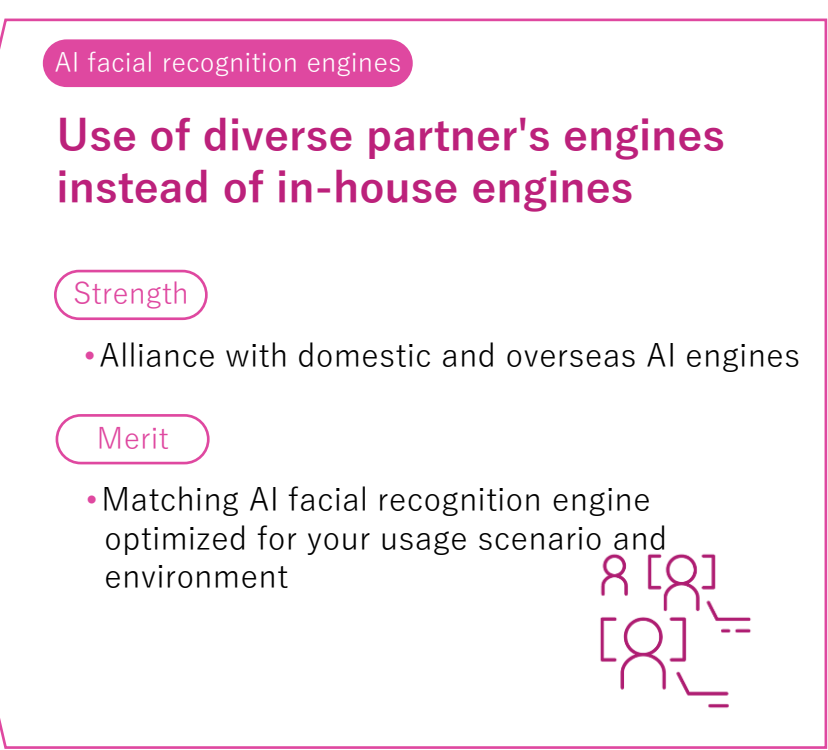 AI facial recognition engines
Use of diverse partner's engines
instead of in-house engines
Strength
•Alliance with domestic and overseas AI engines
Merit
•Matching AI facial recognition engine
optimized for your usage scenario and
environment